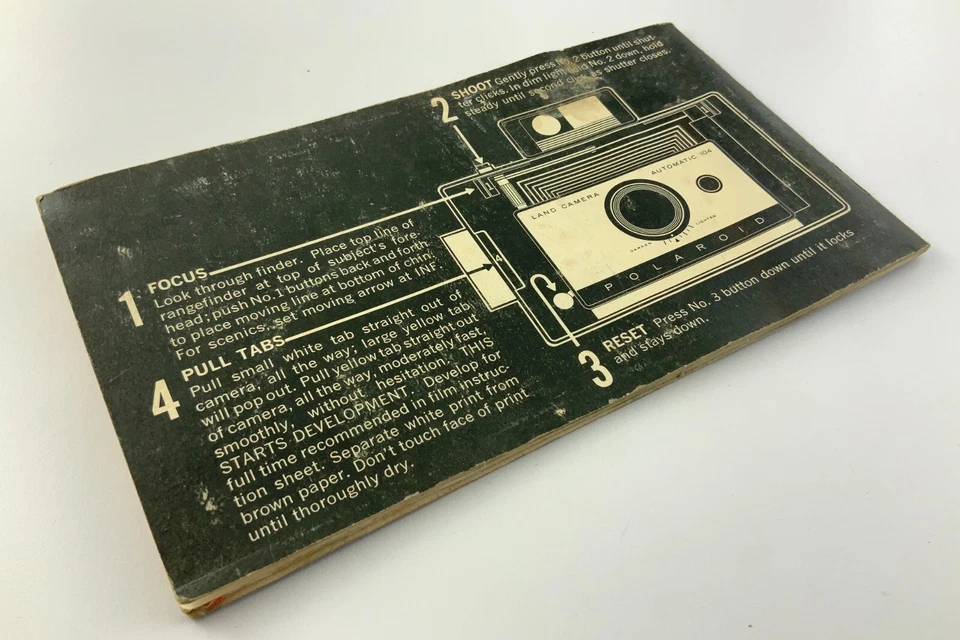 1 FOCUS
Look through finder. Place top line of
rangefinder at top of subject's fore-
head; push No. 1 buttons back and forth
to place moving line at bottom of chin.
For scenics, set moving arrow at INF.
2 SHOOT Gently press No. 2 button until shut-
ter clicks. In dim light hold No. 2 down, hold
steady until second click as shutter closes.
LAND CAMERA
AUTOMATIC 104
DARKEN
LIGHTEN
POLAROID
4
3 RESET Press No. 3 button down until it locks
and stays down.
4 PULL TABS
Pull small white tab straight out of
camera, all the way; large yellow tab
will pop out. Pull yellow tab straight out
of camera, all the way, moderately fast,
smoothly, without hesitation. THIS
STARTS DEVELOPMENT. Develop for
full time recommended in film instruc-
tion sheet. Separate white print from
brown paper. Don't touch face of print
until thoroughly dry.